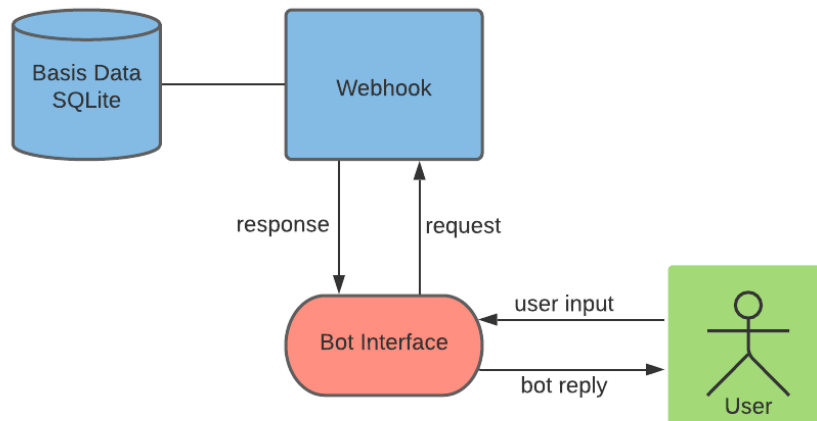 Basis Data
SQLite
Webhook
response
request
user input
Bot Interface
bot reply
User